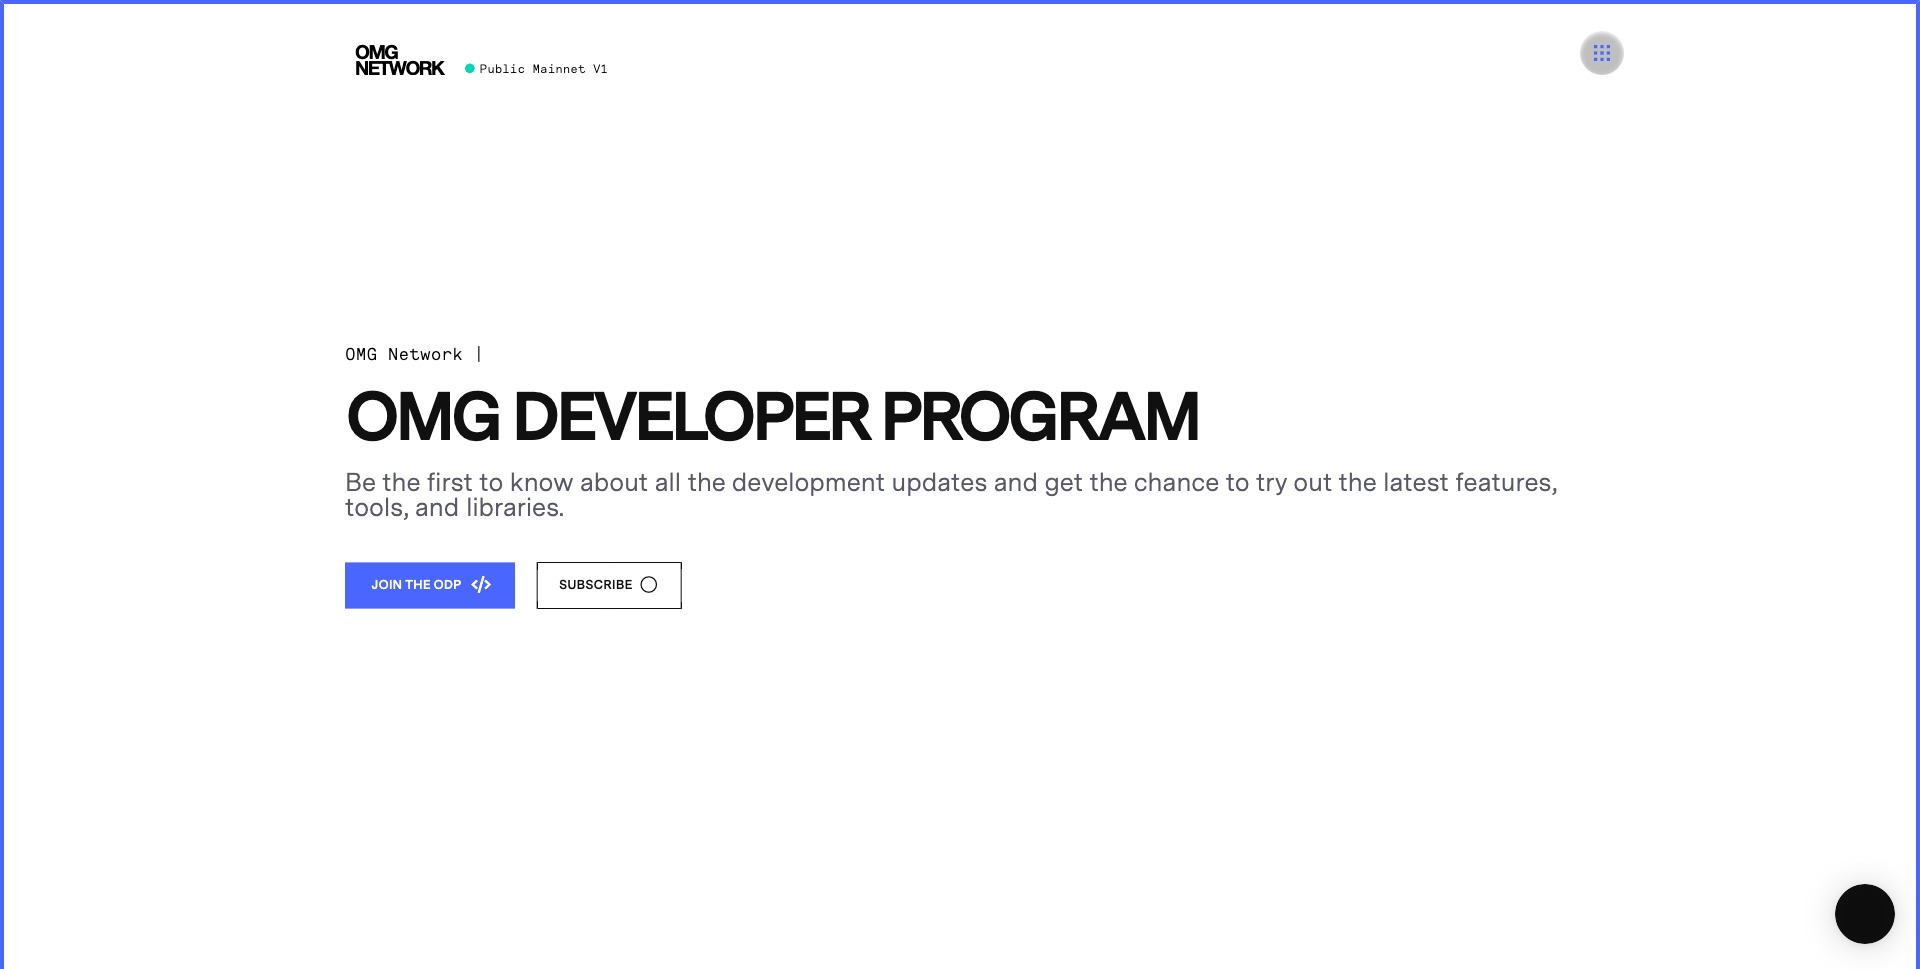 OMG
NETWORK
Public Mainnet V1
OMG Network |
OMG DEVELOPER PROGRAM
Be the first to know about all the development updates and get the chance to try out the latest features,
tools, and libraries.
JOIN THE ODP </>
SUBSCRIBE